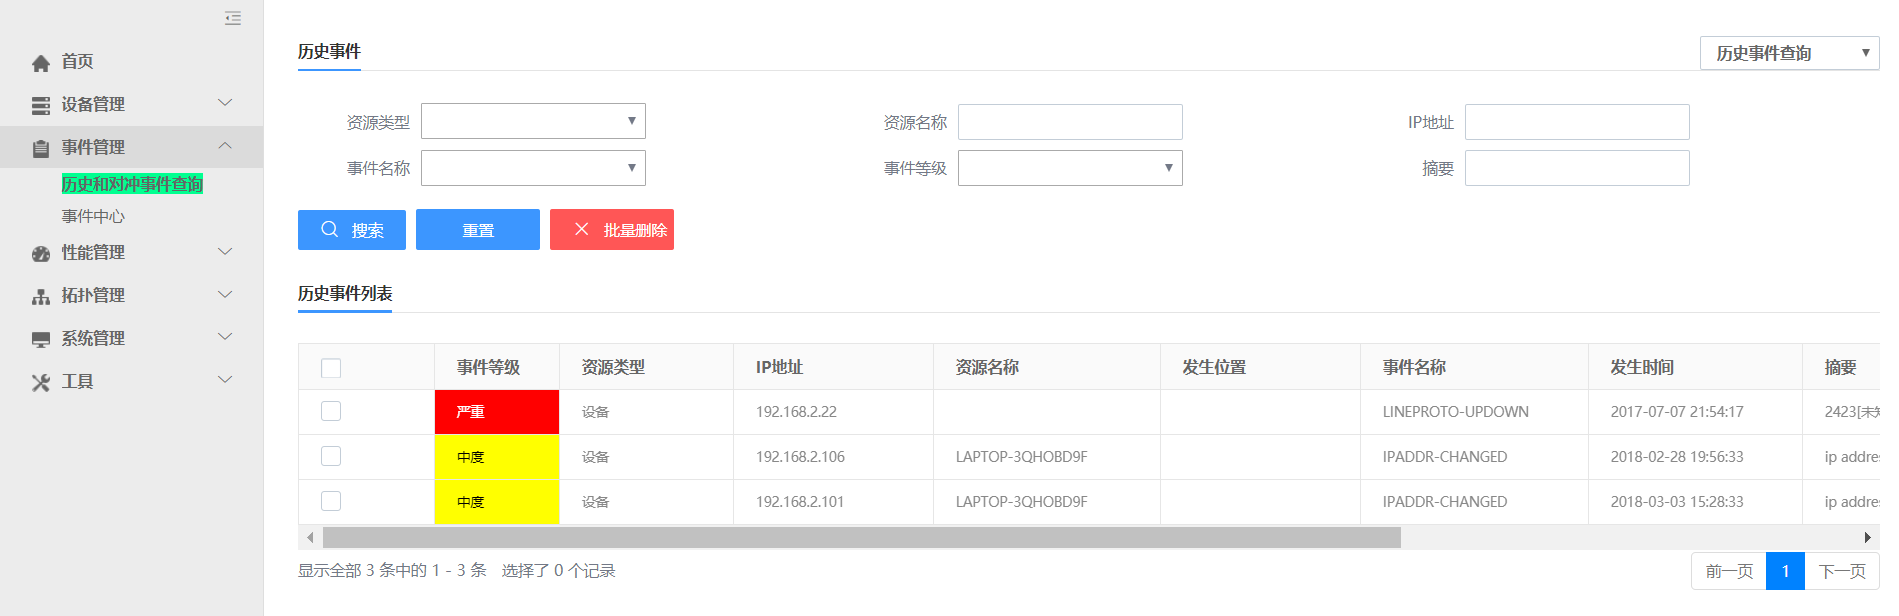 首页
设备管理
事件管理
历史和对冲事件查询
事件中心
性能管理
拓扑管理
系统管理
工具
历史事件
历史事件查询
资源类型 资源名称 IP地址
事件名称 事件等级 摘要
搜索 重置 批量删除
历史事件列表
事件等级 资源类型 IP地址 资源名称 发生位置 事件名称 发生时间 摘要
严重 设备 192.168.2.22 LINEPROTO-UPDOWN 2017-07-07 21:54:17 2423[未
中度 设备 192.168.2.106 LAPTOP-3QHOBD9F IPADDR-CHANGED 2018-02-28 19:56:33 ip addre
中度 设备 192.168.2.101 LAPTOP-3QHOBD9F IPADDR-CHANGED 2018-03-03 15:28:33 ip addre
显示全部 3 条中的 1 - 3 条 选择了 0 个记录
前一页 1 下一页